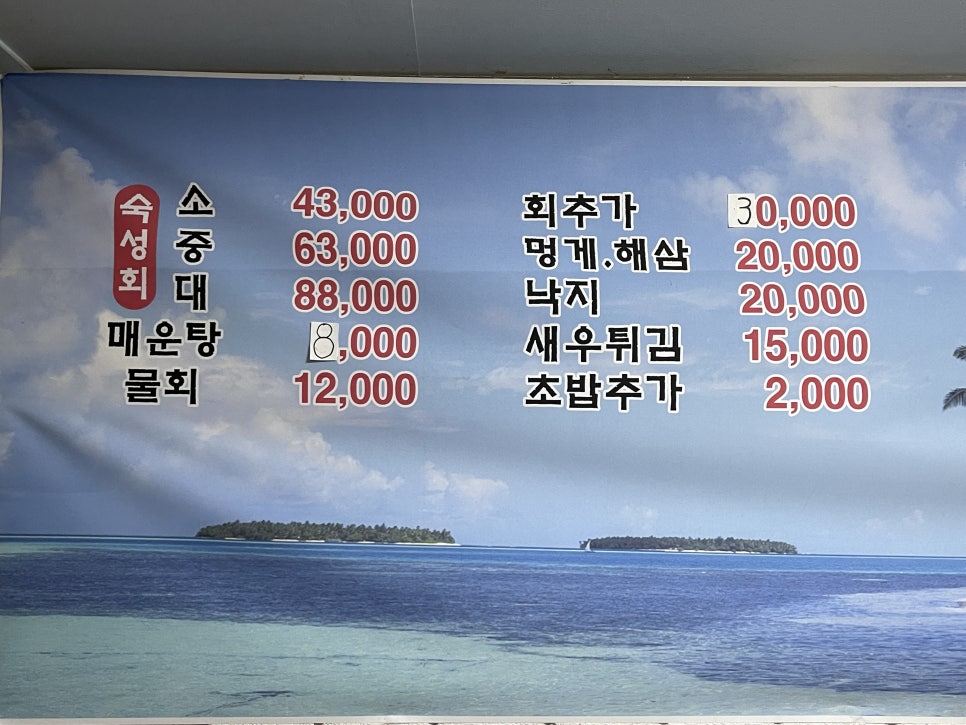 숙성회
소 43,000
중 63,000
대 88,000
매운탕 8,000
물회 12,000
회추가 30,000
멍게.해삼 20,000
낙지 20,000
새우튀김 15,000
초밥추가 2,000